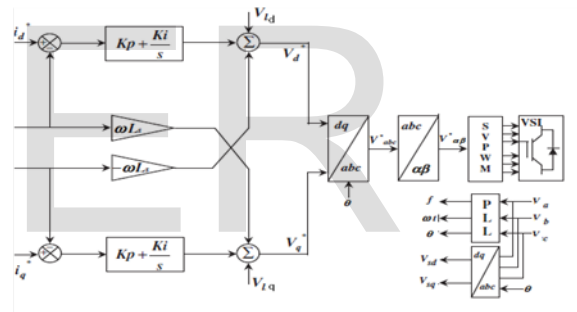 V_ld
i_d* Kp + Ki/s Σ V_d*
ωL_s
-ωL_s
i_q* Kp + Ki/s Σ V_q*
V_lq
dq
abc
θ
V*_abc
abc
αβ
V*_αβ
S V P W M
VSI
f
ωt
θ
P L L
V_a
V_b
V_c
V_sd
V_sq
dq
abc
θ
ER